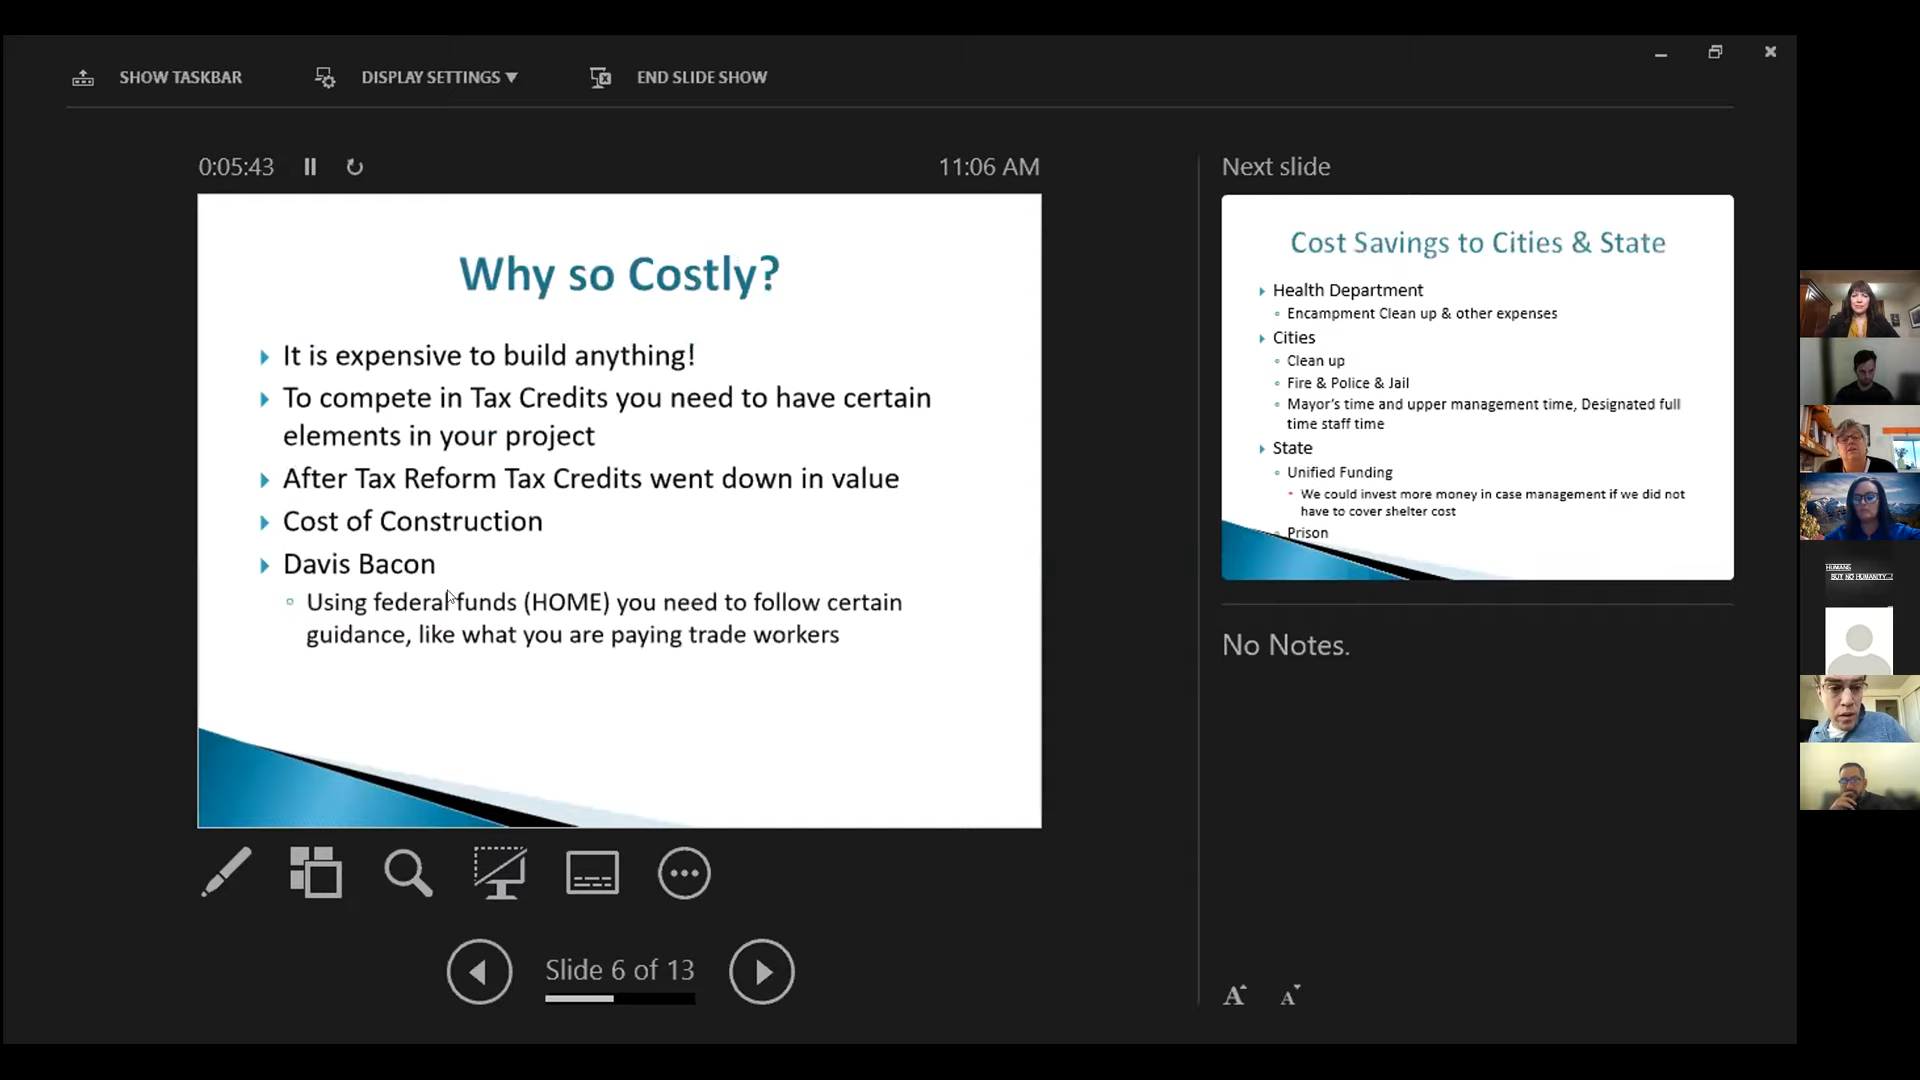 SHOW TASKBAR
DISPLAY SETTINGS ▼
END SLIDE SHOW
0:05:43
11:06 AM
Why so Costly?
It is expensive to build anything!
To compete in Tax Credits you need to have certain
elements in your project
After Tax Reform Tax Credits went down in value
Cost of Construction
Davis Bacon
Using federal funds (HOME) you need to follow certain
guidance, like what you are paying trade workers
Slide 6 of 13
Next slide
Cost Savings to Cities & State
Health Department
Encampment Clean up & other expenses
Cities
Clean up
Fire & Police & Jail
Mayor's time and upper management time, Designated full
time staff time
State
Unified Funding
We could invest more money in case management if we did not
have to cover shelter cost
Prison
No Notes.
A
A
HUMANS
BUT NO HUMANITY...!